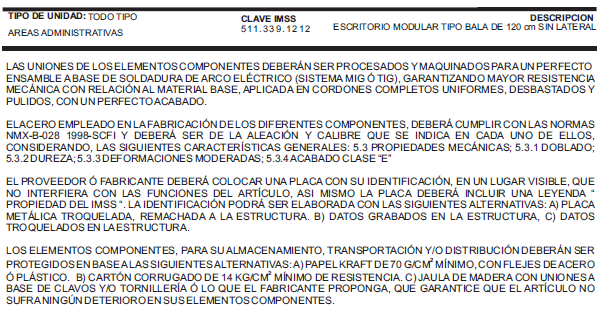 TIPO DE UNIDAD: TODO TIPO
AREAS ADMINISTRATIVAS
CLAVE IMSS
511.339.1212
DESCRIPCION
ESCRITORIO MODULAR TIPO BALA DE 120 cm SIN LATERAL
LAS UNIONES DE LOS ELEMENTOS COMPONENTES DEBERÁN SER PROCESADOS Y MAQUINADOS PARA UN PERFECTO
ENSAMBLE A BASE DE SOLDADURA DE ARCO ELÉCTRICO (SISTEMA MIG Ó TIG), GARANTIZANDO MAYOR RESISTENCIA
MECÁNICA CON RELACIÓN AL MATERIAL BASE, APLICADA EN CORDONES COMPLETOS UNIFORMES, DESBASTADOS Y
PULIDOS, CON UN PERFECTO ACABADO.
EL ACERO EMPLEADO EN LA FABRICACIÓN DE LOS DIFERENTES COMPONENTES, DEBERÁ CUMPLIR CON LAS NORMAS
NMX-B-028 1998-SCFI Y DEBERÁ SER DE LA ALEACIÓN Y CALIBRE QUE SE INDICA EN CADA UNO DE ELLOS,
CONSIDERANDO, LAS SIGUIENTES CARACTERÍSTICAS GENERALES: 5.3 PROPIEDADES MECÁNICAS; 5.3.1 DOBLADO;
5.3.2 DUREZA; 5.3.3 DEFORMACIONES MODERADAS; 5.3.4 ACABADO CLASE "E"
EL PROVEEDOR Ó FABRICANTE DEBERÁ COLOCAR UNA PLACA CON SU IDENTIFICACIÓN, EN UN LUGAR VISIBLE, QUE
NO INTERFIERA CON LAS FUNCIONES DEL ARTÍCULO, ASI MISMO LA PLACA DEBERÁ INCLUIR UNA LEYENDA "
PROPIEDAD DEL IMSS ". LA IDENTIFICACIÓN PODRÁ SER ELABORADA CON LAS SIGUIENTES ALTERNATIVAS: A) PLACA
METÁLICA TROQUELADA, REMACHADA A LA ESTRUCTURA. B) DATOS GRABADOS EN LA ESTRUCTURA, C) DATOS
TROQUELADOS EN LA ESTRUCTURA.
LOS ELEMENTOS COMPONENTES, PARA SU ALMACENAMIENTO, TRANSPORTACIÓN Y/O DISTRIBUCIÓN DEBERÁN SER
PROTEGIDOS EN BASE A LAS SIGUIENTES ALTERNATIVAS: A) PAPEL KRAFT DE 70 G/CM² MÍNIMO, CON FLEJES DE ACERO
Ó PLÁSTICO. B) CARTÓN CORRUGADO DE 14 KG/CM² MÍNIMO DE RESISTENCIA. C) JAULA DE MADERA CON UNIONES A
BASE DE CLAVOS Y/O TORNILLERÍA Ó LO QUE EL FABRICANTE PROPONGA, QUE GARANTICE QUE EL ARTÍCULO NO
SUFRA NINGÚN DETERIORO EN SUS ELEMENTOS COMPONENTES.